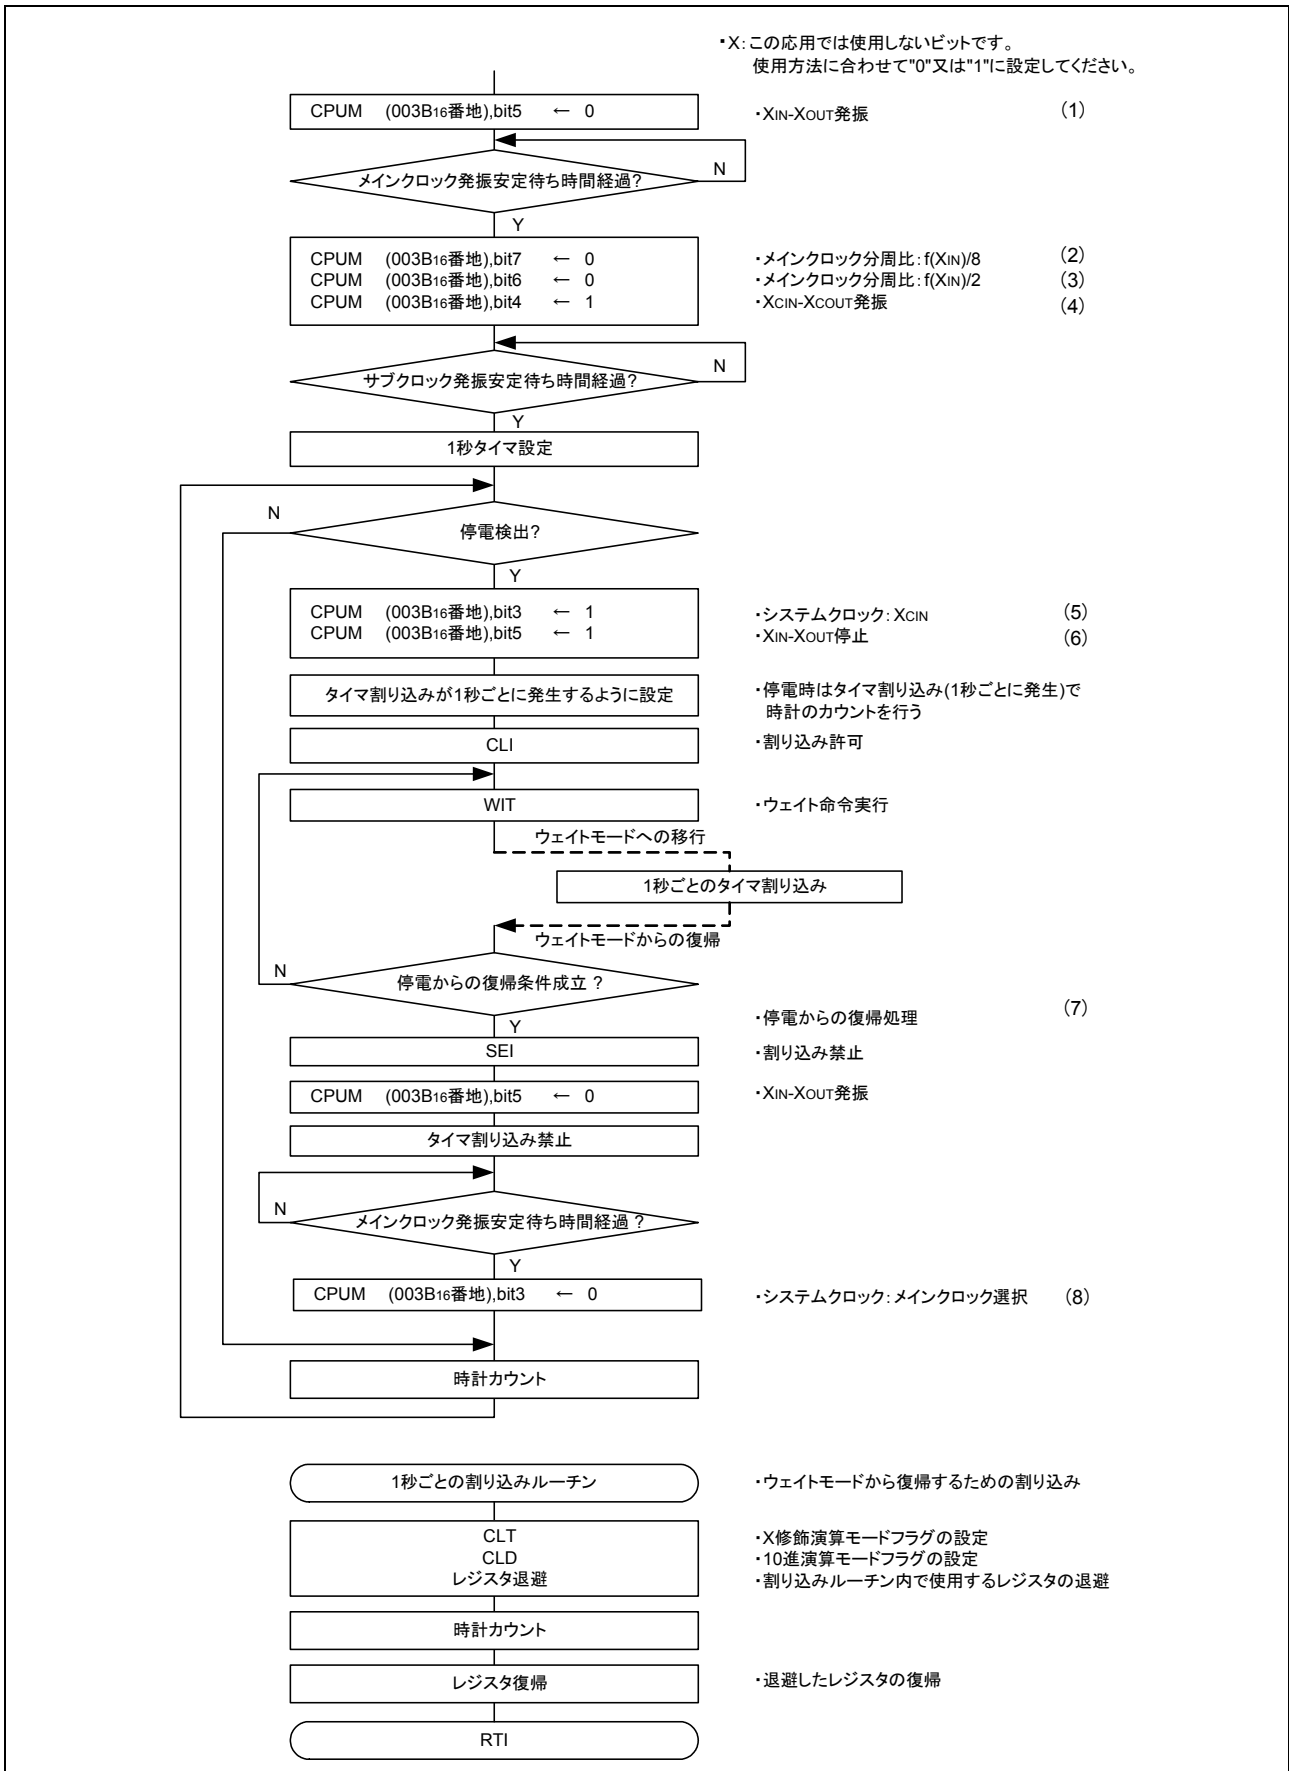 ・X：この応用では使用しないビットです。
使用方法に合わせて"0"又は"1"に設定してください。
CPUM (003B16番地),bit5 ← 0 ・XIN-XOUT発振 (1)
メインクロック発振安定待ち時間経過? N
Y
CPUM (003B16番地),bit7 ← 0 ・メインクロック分周比：f(XIN)/8 (2)
CPUM (003B16番地),bit6 ← 0 ・メインクロック分周比：f(XIN)/2 (3)
CPUM (003B16番地),bit4 ← 1 ・XCIN-XCOUT発振 (4)
サブクロック発振安定待ち時間経過? N
Y
1秒タイマ設定
N
停電検出?
Y
CPUM (003B16番地),bit3 ← 1 ・システムクロック：XCIN (5)
CPUM (003B16番地),bit5 ← 1 ・XIN-XOUT停止 (6)
タイマ割り込みが1秒ごとに発生するように設定 ・停電時はタイマ割り込み(1秒ごとに発生)で
時計のカウントを行う
CLI ・割り込み許可
WIT ・ウェイト命令実行
ウェイトモードへの移行
1秒ごとのタイマ割り込み
ウェイトモードからの復帰
N
停電からの復帰条件成立？
Y ・停電からの復帰処理 (7)
SEI ・割り込み禁止
CPUM (003B16番地),bit5 ← 0 ・XIN-XOUT発振
タイマ割り込み禁止
N
メインクロック発振安定待ち時間経過？
Y
CPUM (003B16番地),bit3 ← 0 ・システムクロック：メインクロック選択 (8)
時計カウント
1秒ごとの割り込みルーチン ・ウェイトモードから復帰するための割り込み
CLT ・X修飾演算モードフラグの設定
CLD ・10進演算モードフラグの設定
レジスタ退避 ・割り込みルーチン内で使用するレジスタの退避
時計カウント
レジスタ復帰 ・退避したレジスタの復帰
RTI